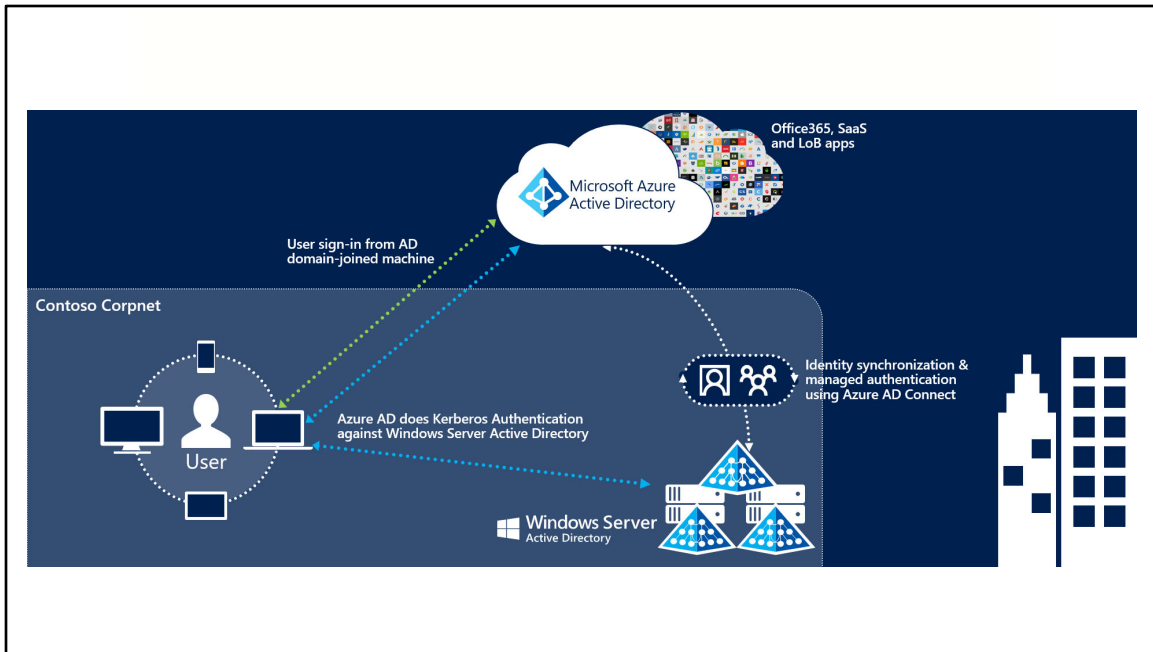 Office365, SaaS
and LoB apps
Microsoft Azure
Active Directory
User sign-in from AD
domain-joined machine
Contoso Corpnet
Identity synchronization &
managed authentication
using Azure AD Connect
Azure AD does Kerberos Authentication
against Windows Server Active Directory
User
Windows Server
Active Directory